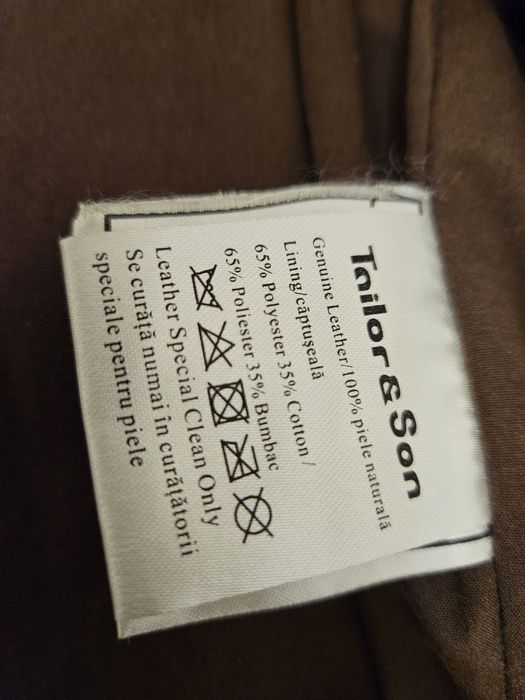 Tailor & Son
Genuine Leather/100% piele naturală
Lining/căptușeală
65% Polyester 35% Cotton /
65% Poliester 35% Bumbac
Leather Special Clean Only
Se curăță numai în curățătorii
speciale pentru piele